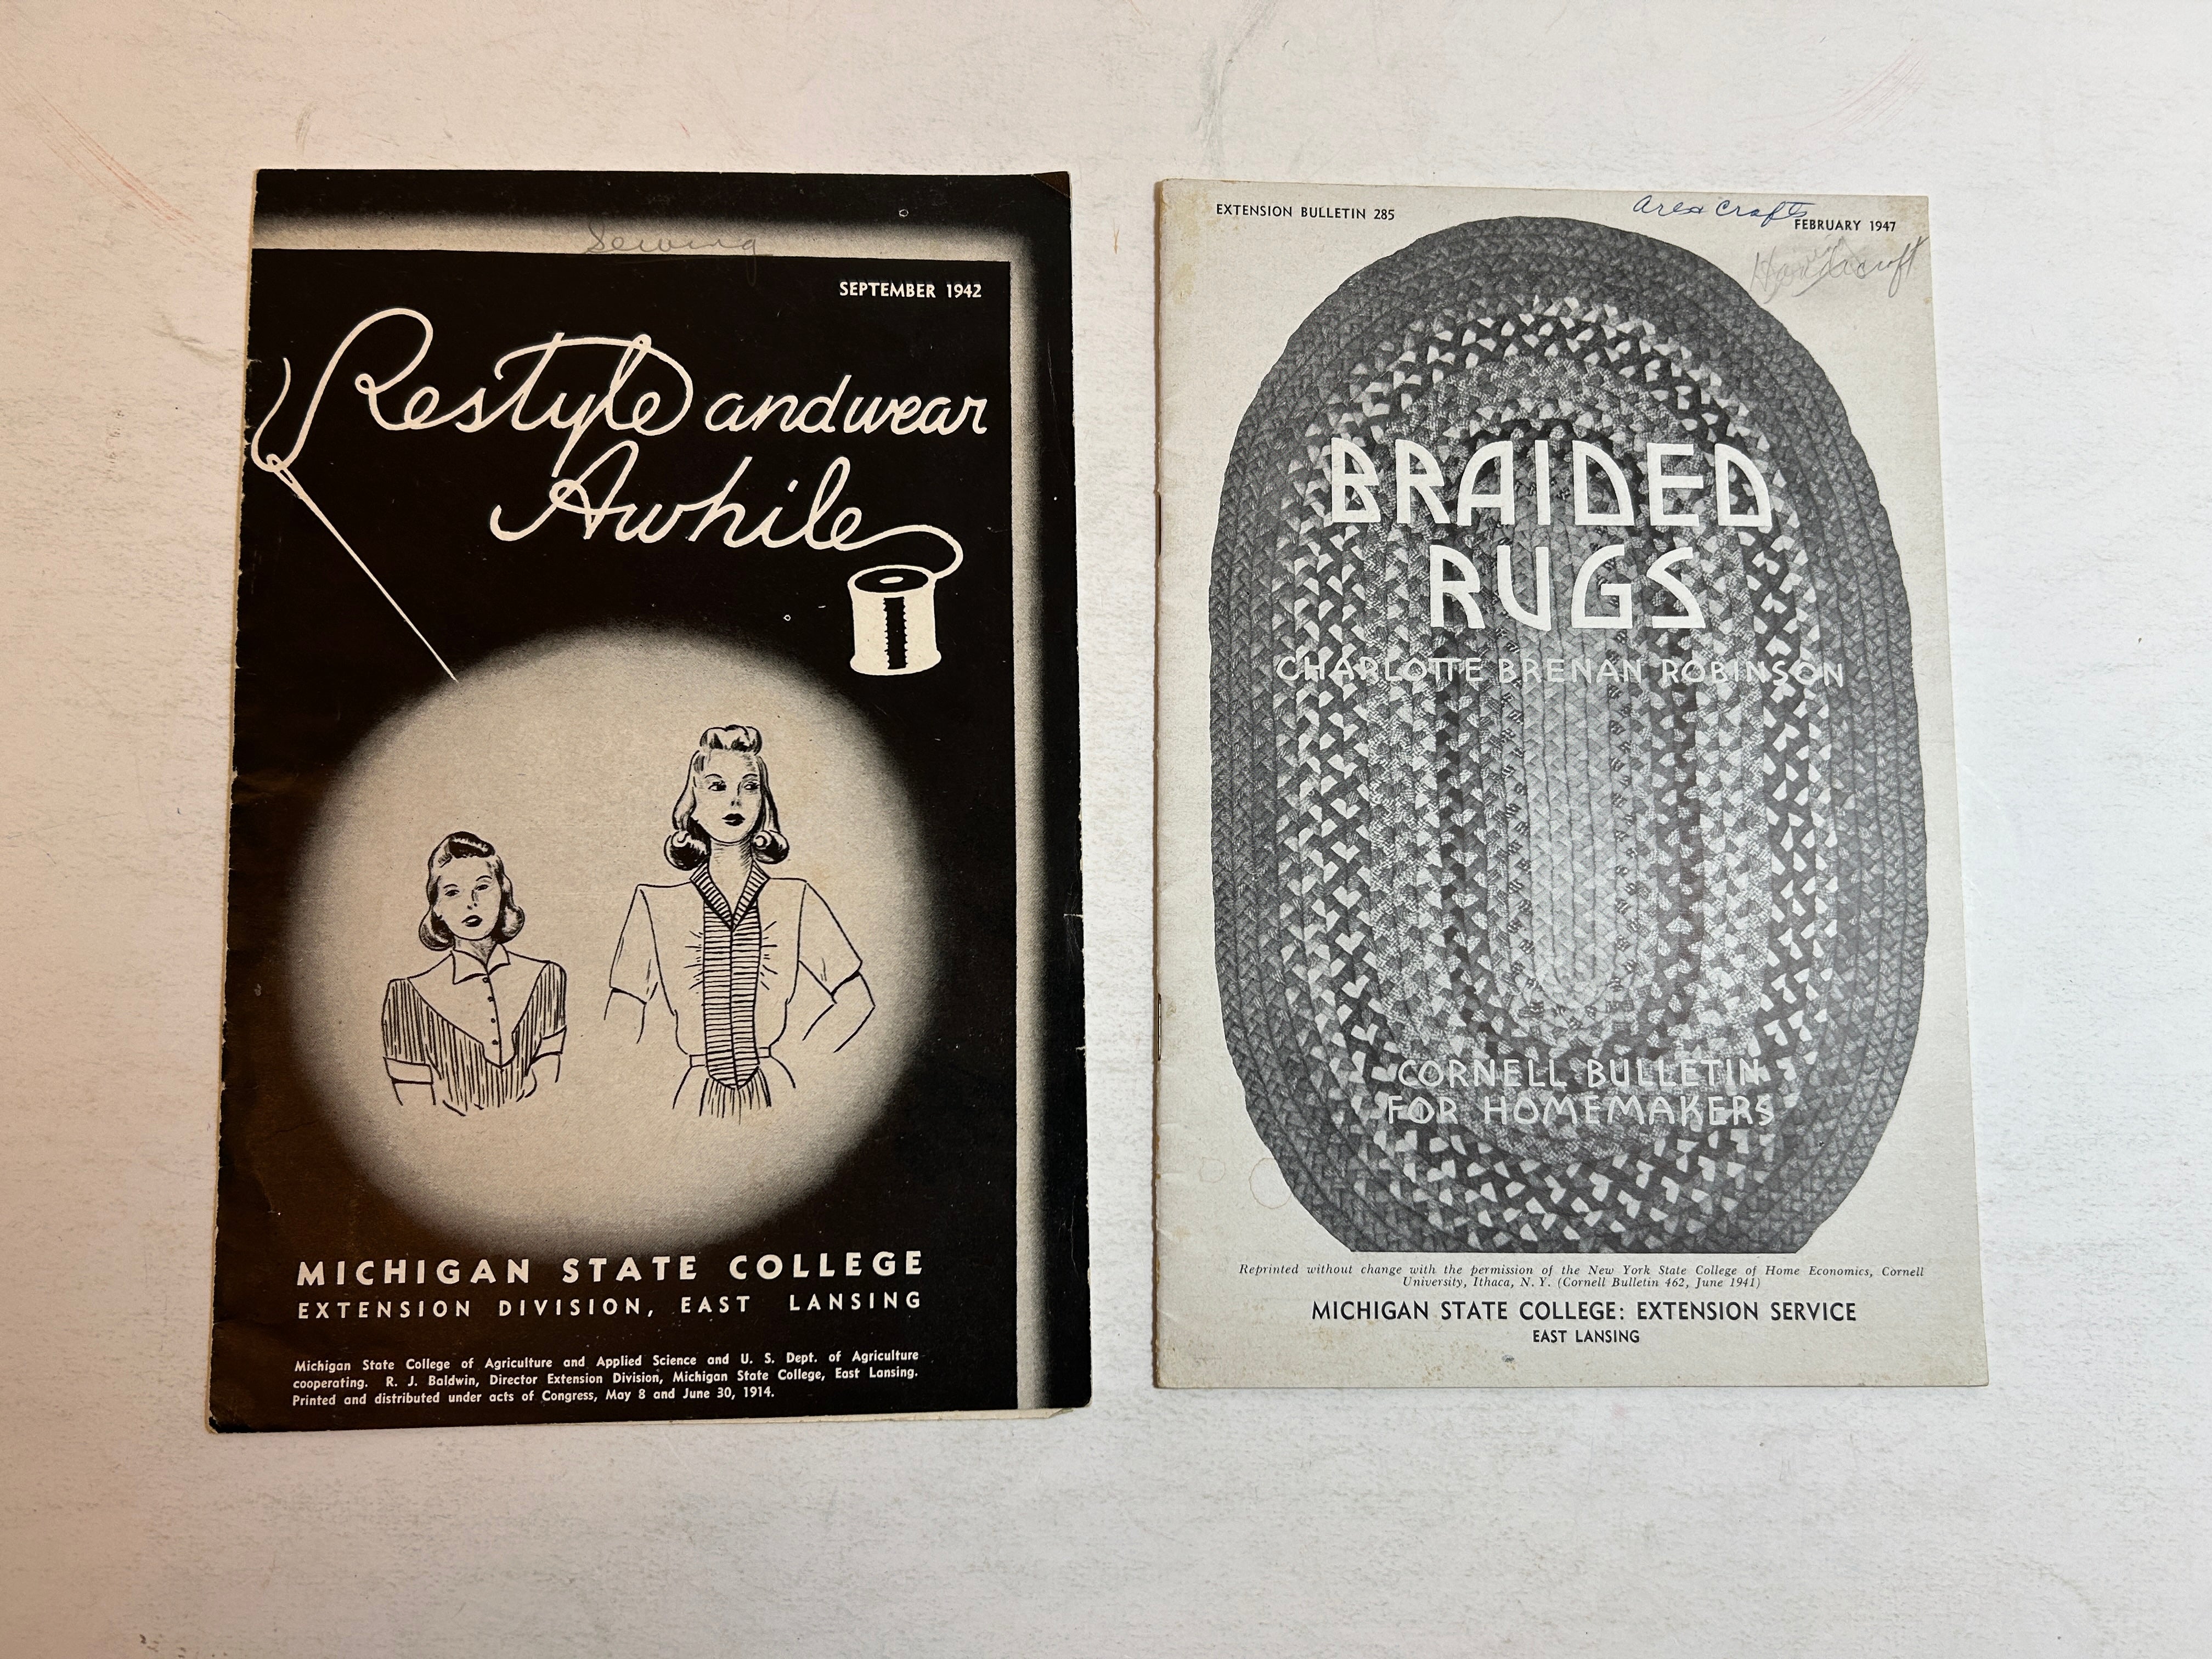 Sewing
SEPTEMBER 1942
Restyle and wear
Awhile
MICHIGAN STATE COLLEGE
EXTENSION DIVISION, EAST LANSING
Michigan State College of Agriculture and Applied Science and U. S. Dept. of Agriculture
cooperating. R. J. Baldwin, Director Extension Division, Michigan State College, East Lansing.
Printed and distributed under acts of Congress, May 8 and June 30, 1914.
EXTENSION BULLETIN 285
crafts
FEBRUARY 1947
BRAIDED
RUGS
CHARLOTTE BRENAN ROBINSON
CORNELL BULLETIN
FOR HOMEMAKERS
Reprinted without change with the permission of the New York State College of Home Economics, Cornell
University, Ithaca, N. Y. (Cornell Bulletin 462, June 1941)
MICHIGAN STATE COLLEGE: EXTENSION SERVICE
EAST LANSING